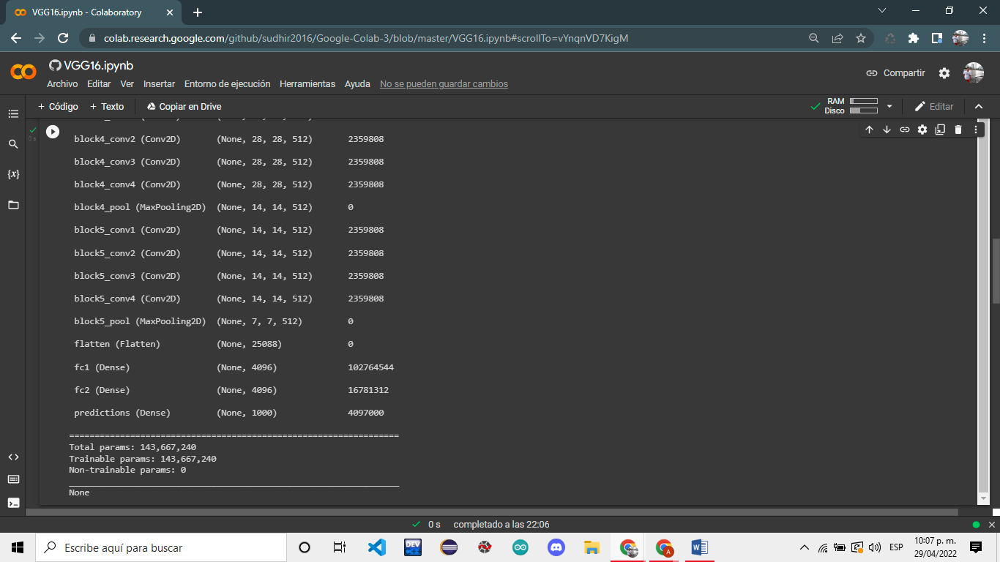 VGG16.ipynb - Colaboratory
colab.research.google.com/github/sudhir2016/Google-Colab-3/blob/master/VGG16.ipynb#scrollTo=vYnqnVD7KigM
VGG16.ipynb
Archivo Editar Ver Insertar Entorno de ejecución Herramientas Ayuda No se pueden guardar cambios
Compartir
+ Código + Texto Copiar en Drive
RAM
Disco
Editar
0 s
block4_conv2 (Conv2D) (None, 28, 28, 512) 2359808
block4_conv3 (Conv2D) (None, 28, 28, 512) 2359808
block4_conv4 (Conv2D) (None, 28, 28, 512) 2359808
block4_pool (MaxPooling2D) (None, 14, 14, 512) 0
block5_conv1 (Conv2D) (None, 14, 14, 512) 2359808
block5_conv2 (Conv2D) (None, 14, 14, 512) 2359808
block5_conv3 (Conv2D) (None, 14, 14, 512) 2359808
block5_conv4 (Conv2D) (None, 14, 14, 512) 2359808
block5_pool (MaxPooling2D) (None, 7, 7, 512) 0
flatten (Flatten) (None, 25088) 0
fc1 (Dense) (None, 4096) 102764544
fc2 (Dense) (None, 4096) 16781312
predictions (Dense) (None, 1000) 4097000
=================================================================
Total params: 143,667,240
Trainable params: 143,667,240
Non-trainable params: 0
_________________________________________________________________
None
0 s completado a las 22:06
Escribe aquí para buscar
DEV
A
W
ESP
10:07 p. m.
29/04/2022